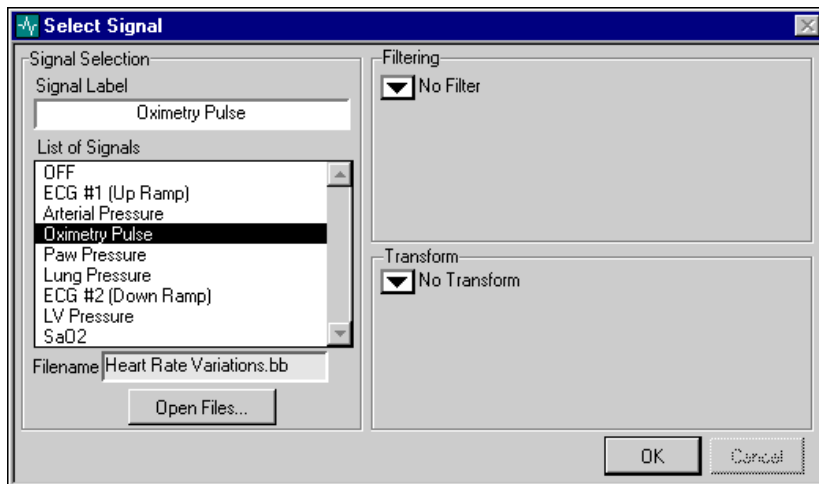 Select Signal
Signal Selection
Signal Label
Oximetry Pulse
List of Signals
OFF
ECG #1 (Up Ramp)
Arterial Pressure
Oximetry Pulse
Paw Pressure
Lung Pressure
ECG #2 (Down Ramp)
LV Pressure
SaO2
Filename Heart Rate Variations.bb
Open Files...
Filtering
No Filter
Transform
No Transform
OK
Cancel